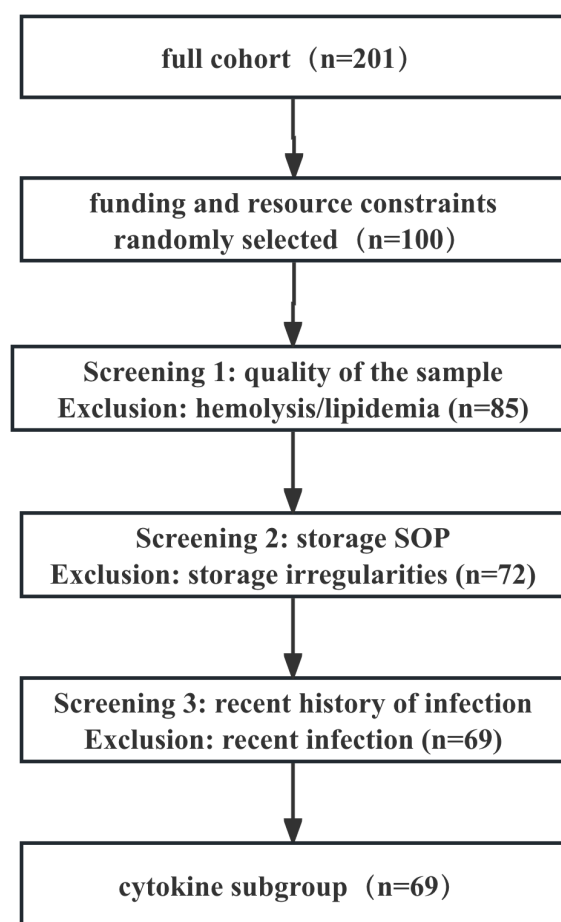 full cohort（n=201）
funding and resource constraints
randomly selected（n=100）
Screening 1: quality of the sample
Exclusion: hemolysis/lipidemia (n=85)
Screening 2: storage SOP
Exclusion: storage irregularities (n=72)
Screening 3: recent history of infection
Exclusion: recent infection (n=69)
cytokine subgroup（n=69）